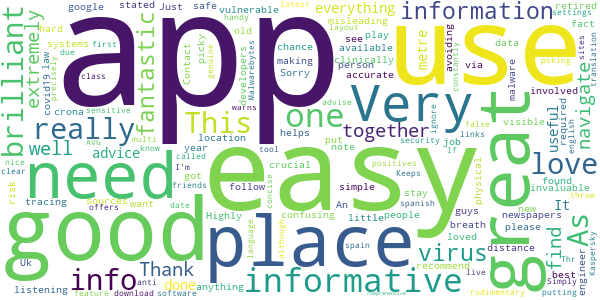 app
use
easy
good
place
great
need
Very
informative
brilliant
extremely
really
info
fantastic
information
This
one
together
virus
love
As
navigate
find
well
advice
Thank
done
google
stated
Just
safe
vulnerable
handy
everything
misleading
latest
layout
retired
settings
hard
systems
first
due
picky
old
developers
Malwarebytes
chance
making
Sorry
see
play
available
clinically
person
accurate
metre
avoiding
via
data
malware
sites
fact
translation
class
covid19
law
precisely
Contact
genuine
constantly
poking
involved
required
english
useful
visible
sensitive
AVG
multi
know
year
called
I'm
got
friends
location
helps
warns
tool
crucial
advise
ignore
false
positives
security
links
job
If
new
newspapers
please
found
invaluable
physical
distance
crona
nice
clear
risk
tracing
sources
want
date
offers
Uk
listening
feature
download
anti
software
although
language
concise
follow
confusing
An
Highly
anything
Keeps
simple
put
note
stay
spanish
little
people
loved
spain
live
comprehensive
guys
breath
recommend
rudimentary
It
Thr
best
Simply
putting
engineer
Kaspersky
throw